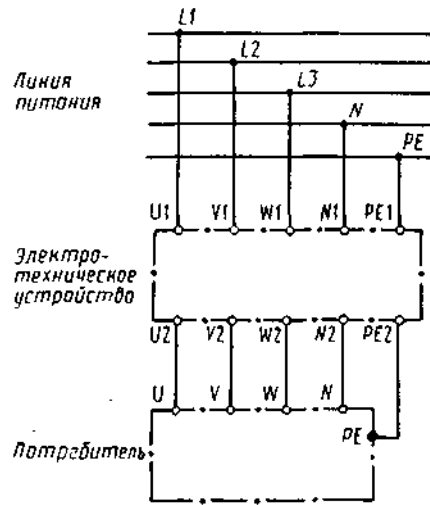 L1
L2
Линия
питания
L3
N
PE
U1 V1 W1 N1 PE1
Электро-
техническое
устройство
U2 V2 W2 N2 PE2
U V W N
PE
Потребитель